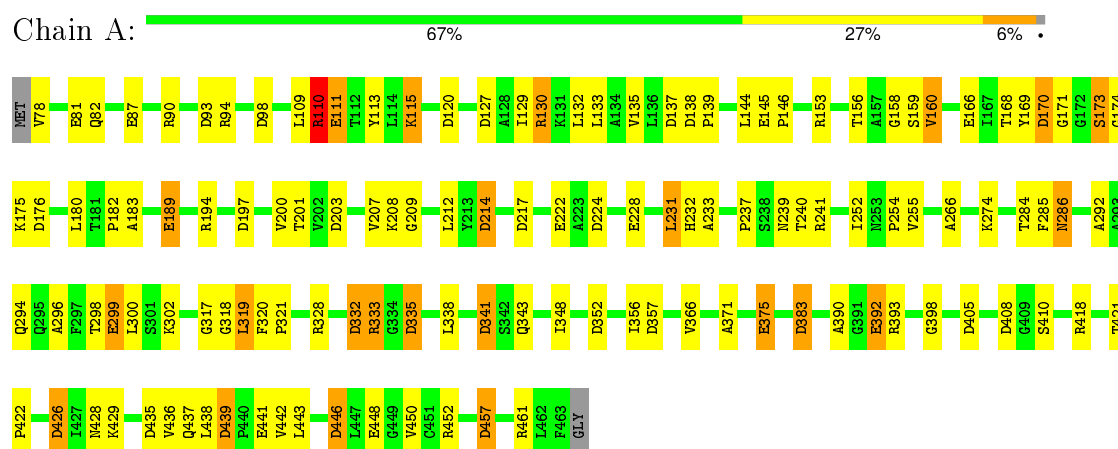 Chain A:
67% 27% 6% •
MET V78 E81 Q82 E87 R90 D93 R94 D98 L109 R110 E111 T112 Y113 L114 K115 D120 D127 A128 I129 R130 K131 L132 L133 A134 V135 L136 D137 D138 P139 L144 E145 P146 R153 T156 A157 G158 S159 V160 E166 I167 T168 Y169 D170 G171 G172 S173 G174
K175 D176 L180 T181 P182 A183 E189 R194 D197 V200 T201 V202 D203 V207 K208 G209 L212 Y213 D214 D217 E222 A223 D224 E228 L231 H232 A233 P237 S238 N239 T240 R241 I252 N253 P254 V255 A266 K274 T284 F285 N286 A292
Q294 Q295 A296 F297 T298 E299 L300 S301 K302 G317 G318 L319 F320 P321 R328 D332 R333 G334 D335 L338 D341 S342 Q343 I348 D352 I356 D357 V366 A371 E375 D383 A390 G391 E392 R393 G398 D405 D408 G409 S410 R418 T421
P422 D426 I427 N428 K429 D435 V436 Q437 L438 D439 P440 E441 V442 L443 D446 L447 E448 G449 V450 C451 R452 D457 R461 L462 F463 GLY